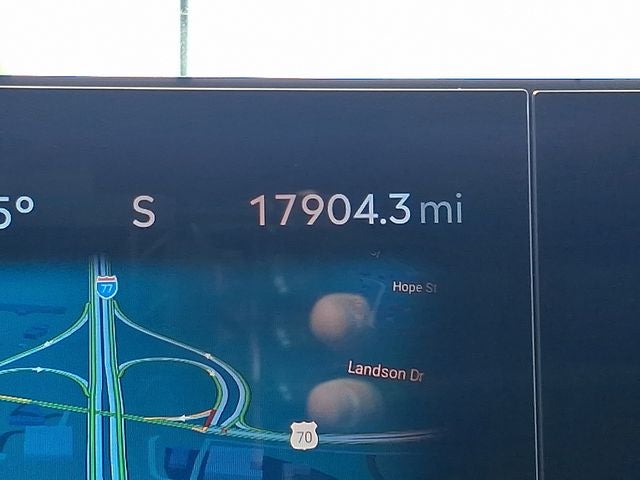 5° S 17904.3 mi
77
Hope St
Landson Dr
70